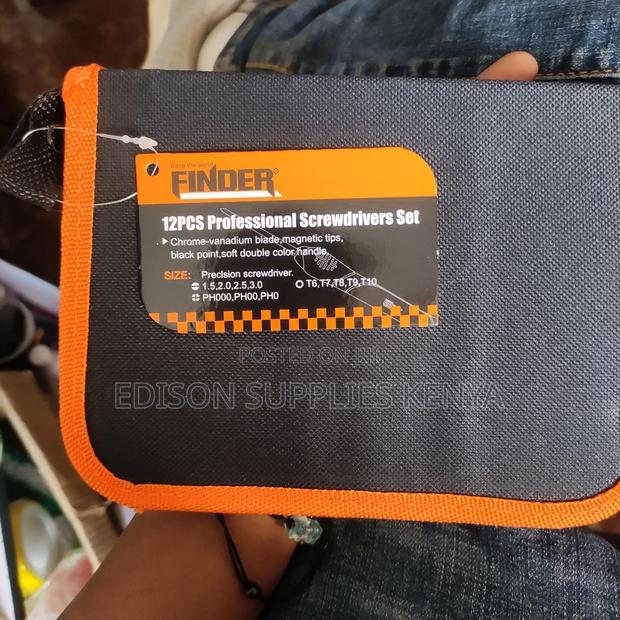 Ease the world
FINDER®
12PCS Professional Screwdrivers Set
Chrome-vanadium blade,magnetic tips,
black point,soft double color handle.
SIZE: Precision screwdriver.
1.5,2.0,2.5,3.0 T6,T7,T8,T9,T10
PH000,PH00,PH0
POSTED ON
EDISON SUPPLIES KENYA